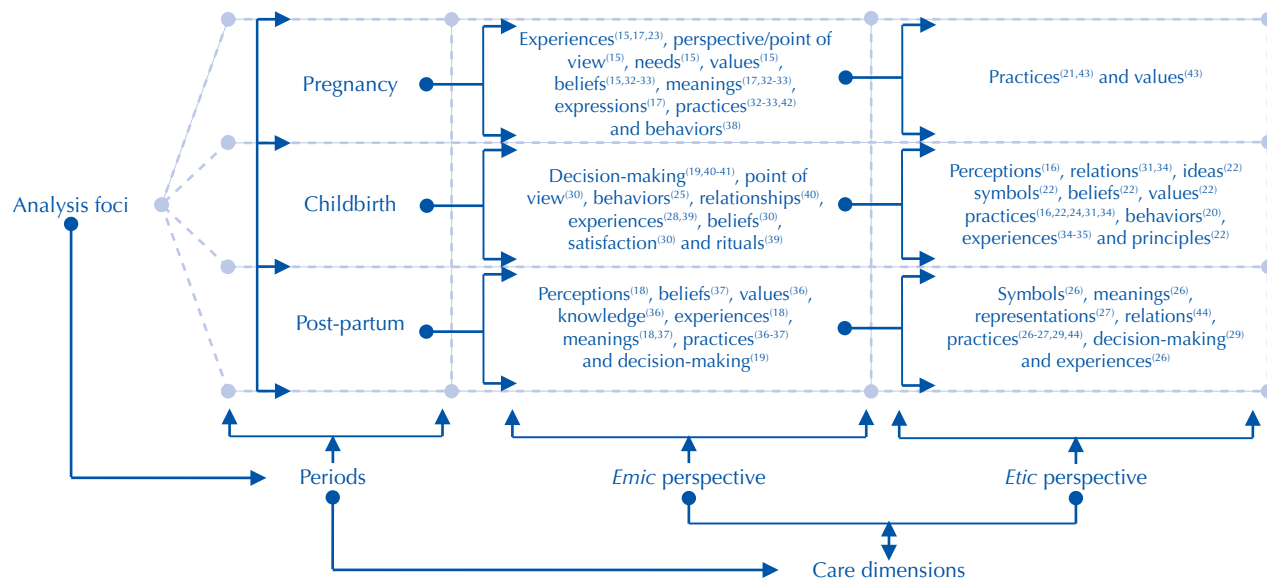 Analysis foci
Pregnancy
Experiences(15,17,23), perspective/point of
view(15), needs(15), values(15),
beliefs(15,32-33), meanings(17,32-33),
expressions(17), practices(32-33,42)
and behaviors(38)
Practices(21,43) and values(43)
Childbirth
Decision-making(19,40-41), point of
view(30), behaviors(25), relationships(40),
experiences(28,39), beliefs(30)
satisfaction(30) and rituals(39)
Perceptions(16), relations(31,34), ideas(22)
symbols(22), beliefs(22), values(22)
practices(16,22,24,31,34), behaviors(20),
experiences(34-35) and principles(22)
Post-partum
Perceptions(18), beliefs(37), values(36),
knowledge(36), experiences(18),
meanings(18,37), practices(36-37)
and decision-making(19)
Symbols(26), meanings(26),
representations(27), relations(44),
practices(26-27,29,44), decision-making(29)
and experiences(26)
Periods
Emic perspective
Etic perspective
Care dimensions